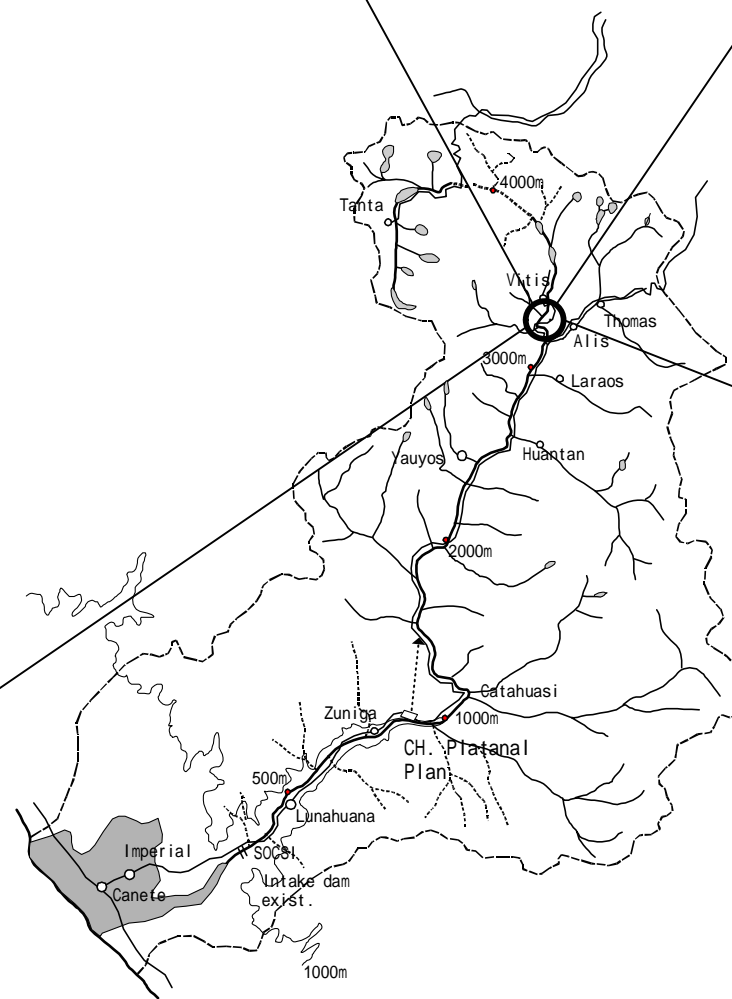 4000m
Tanta
Vitis
Thomas
Alis
3000m
Laraos
Huantan
Yauyos
2000m
Catahuasi
Zuniga
1000m
CH. Platanal
Plan
500m
Lunahuana
Imperial
SOCSI
Canete
Intake dam
exist.
1000m